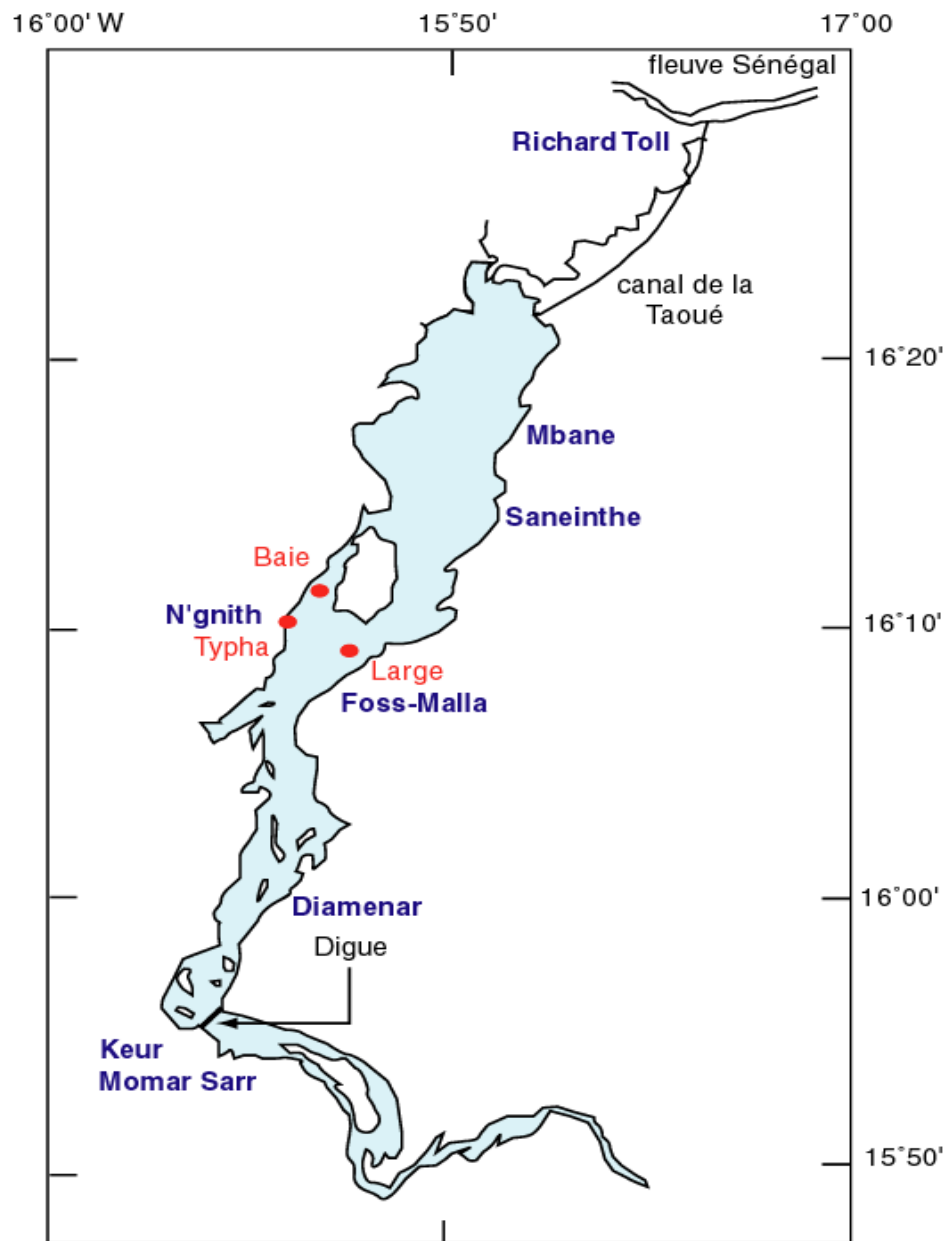 16˚00' W
15˚50'
17˚00
fleuve Sénégal
Richard Toll
canal de la
Taoué
16˚20'
Mbane
Saneinthe
Baie
N'gnith
16˚10'
Typha
Large
Foss-Malla
Diamenar
16˚00'
Digue
Keur
Momar Sarr
15˚50'